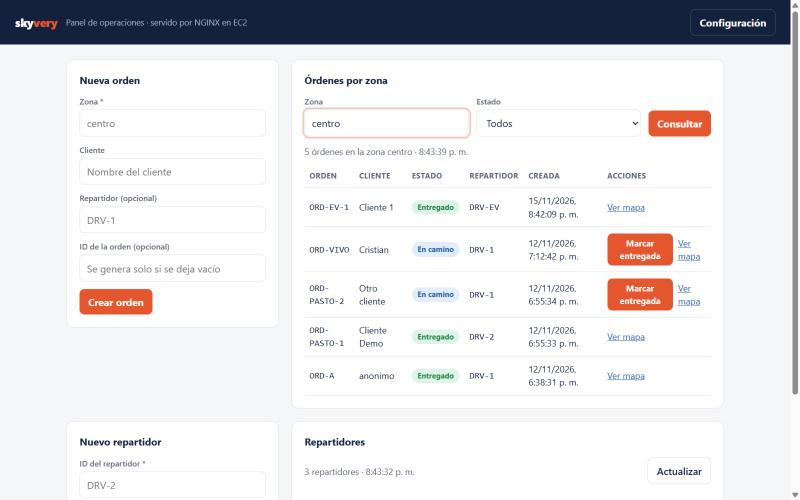 skyvery Panel de operaciones · servido por NGINX en EC2 Configuración
Nueva orden
Zona *
centro
Cliente
Nombre del cliente
Repartidor (opcional)
DRV-1
ID de la orden (opcional)
Se genera solo si se deja vacío
Crear orden
Órdenes por zona
Zona Estado
centro Todos Consultar
5 órdenes en la zona centro · 8:43:39 p. m.
ORDEN CLIENTE ESTADO REPARTIDOR CREADA ACCIONES
ORD-EV-1 Cliente 1 Entregado DRV-EV 15/11/2026, 8:42:09 p. m. Ver mapa
ORD-VIVO Cristian En camino DRV-1 12/11/2026, 7:12:42 p. m. Marcar entregada Ver mapa
ORD-PASTO-2 Otro cliente En camino DRV-1 12/11/2026, 6:55:34 p. m. Marcar entregada Ver mapa
ORD-PASTO-1 Cliente Demo Entregado DRV-2 12/11/2026, 6:55:33 p. m. Ver mapa
ORD-A anonimo Entregado DRV-1 12/11/2026, 6:38:31 p. m. Ver mapa
Nuevo repartidor
ID del repartidor *
DRV-2
Repartidores
3 repartidores · 8:43:32 p. m. Actualizar